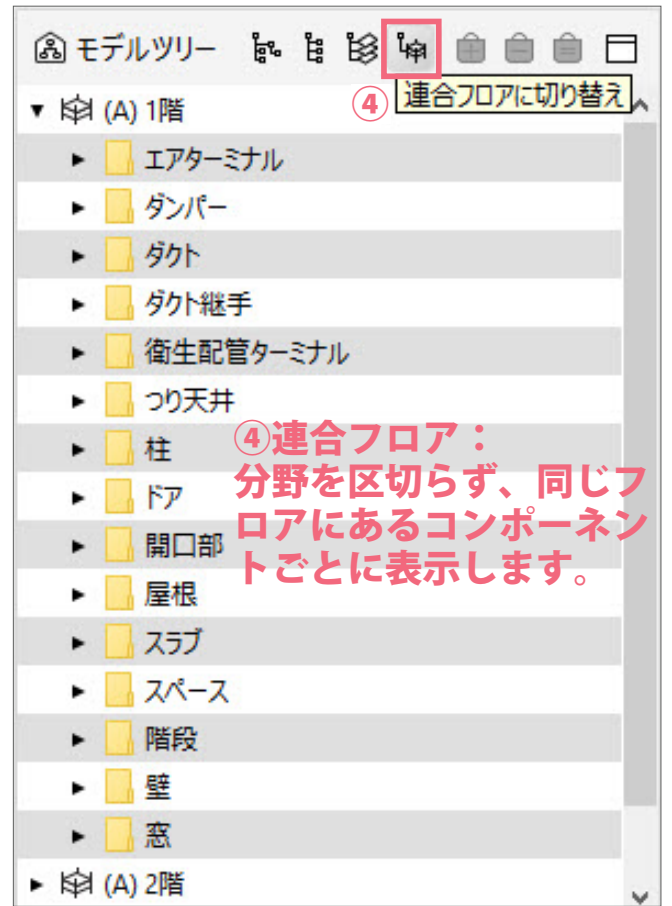 モデルツリー
連合フロアに切り替え
④
(A) 1階
エアターミナル
ダンパー
ダクト
ダクト継手
衛生配管ターミナル
つり天井
柱
ドア
開口部
屋根
スラブ
スペース
階段
壁
窓
(A) 2階
④連合フロア：
分野を区切らず、同じフ
ロアにあるコンポーネン
トごとに表示します。